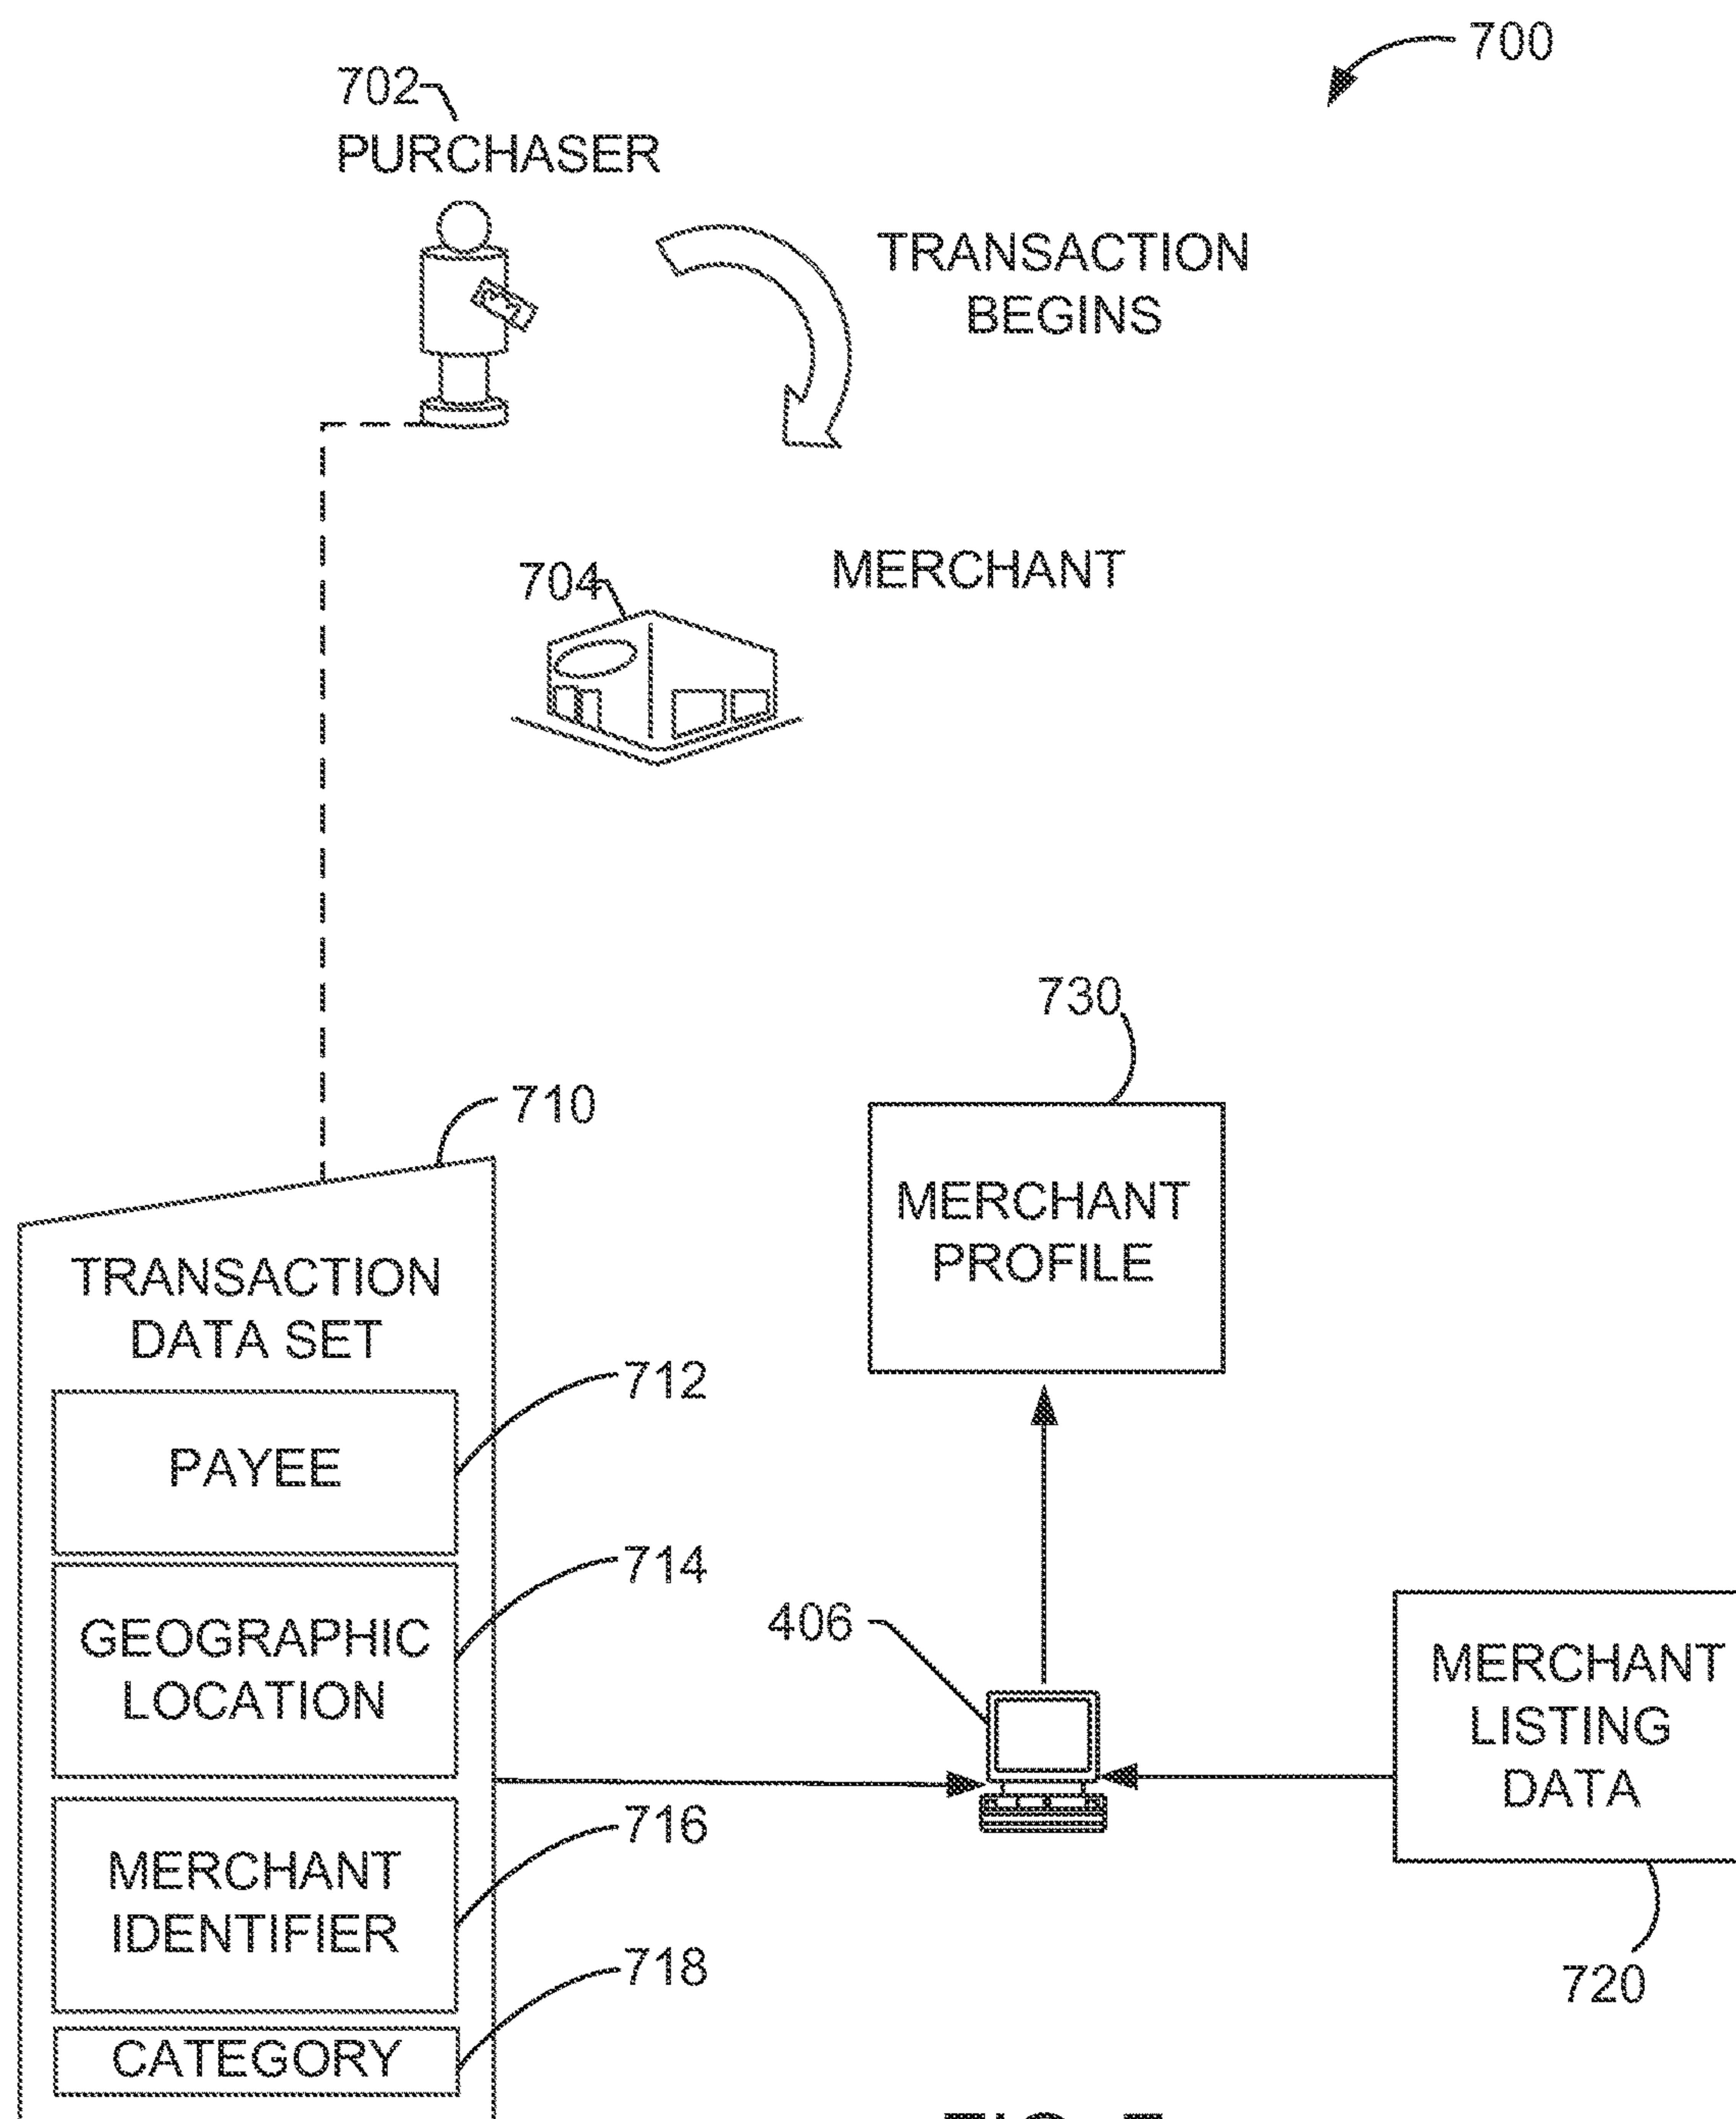 700
702
PURCHASER
TRANSACTION
BEGINS
MERCHANT
704
730
710
MERCHANT
PROFILE
TRANSACTION
DATA SET
712
PAYEE
714
GEOGRAPHIC
LOCATION
406
MERCHANT
LISTING
DATA
716
MERCHANT
IDENTIFIER
718
720
CATEGORY